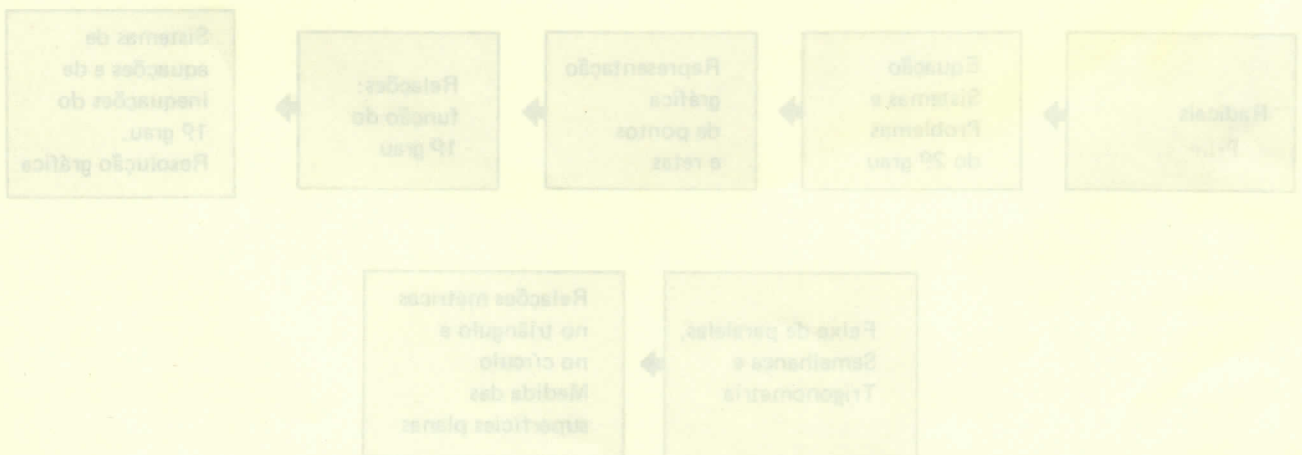 Radicais
Equação
Sistemas e
Problemas
do 2º grau
Representação
gráfica
de pontos
e retas
Relações:
função do
1º grau
Sistemas de
equações e de
inequações do
1º grau.
Resolução gráfica
Feixe de paralelas,
Semelhança e
Trigonometria
Relações métricas
no triângulo e
no círculo
Medida das
superfícies planas